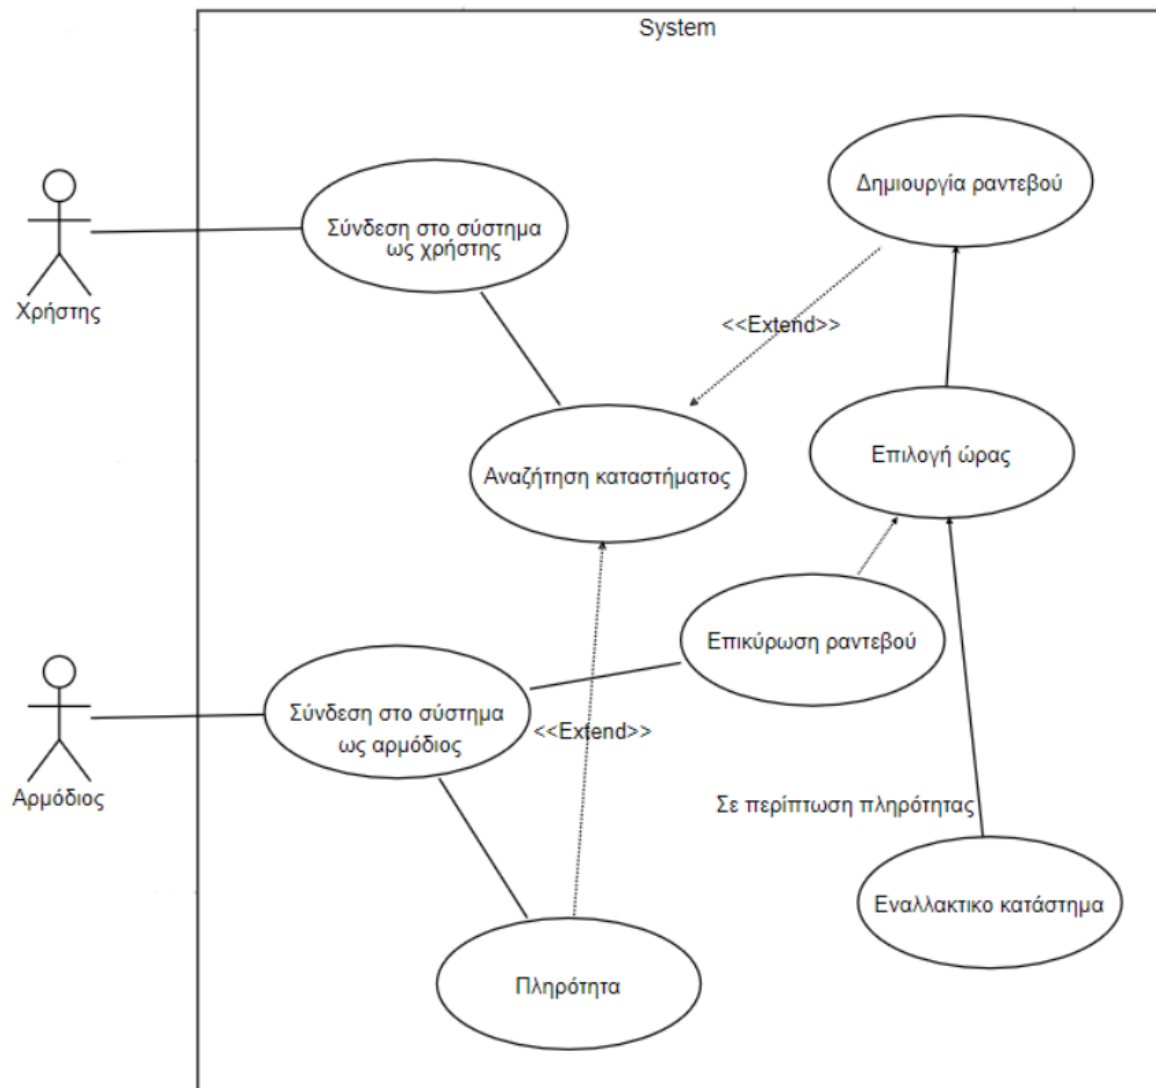 System
Δημιουργία ραντεβού
Σύνδεση στο σύστημα
ως χρήστης
Χρήστης
<<Extend>>
Επιλογή ώρας
Αναζήτηση καταστήματος
Επικύρωση ραντεβού
Σύνδεση στο σύστημα
ως αρμόδιος
<<Extend>>
Αρμόδιος
Σε περίπτωση πληρότητας
Εναλλακτικο κατάστημα
Πληρότητα